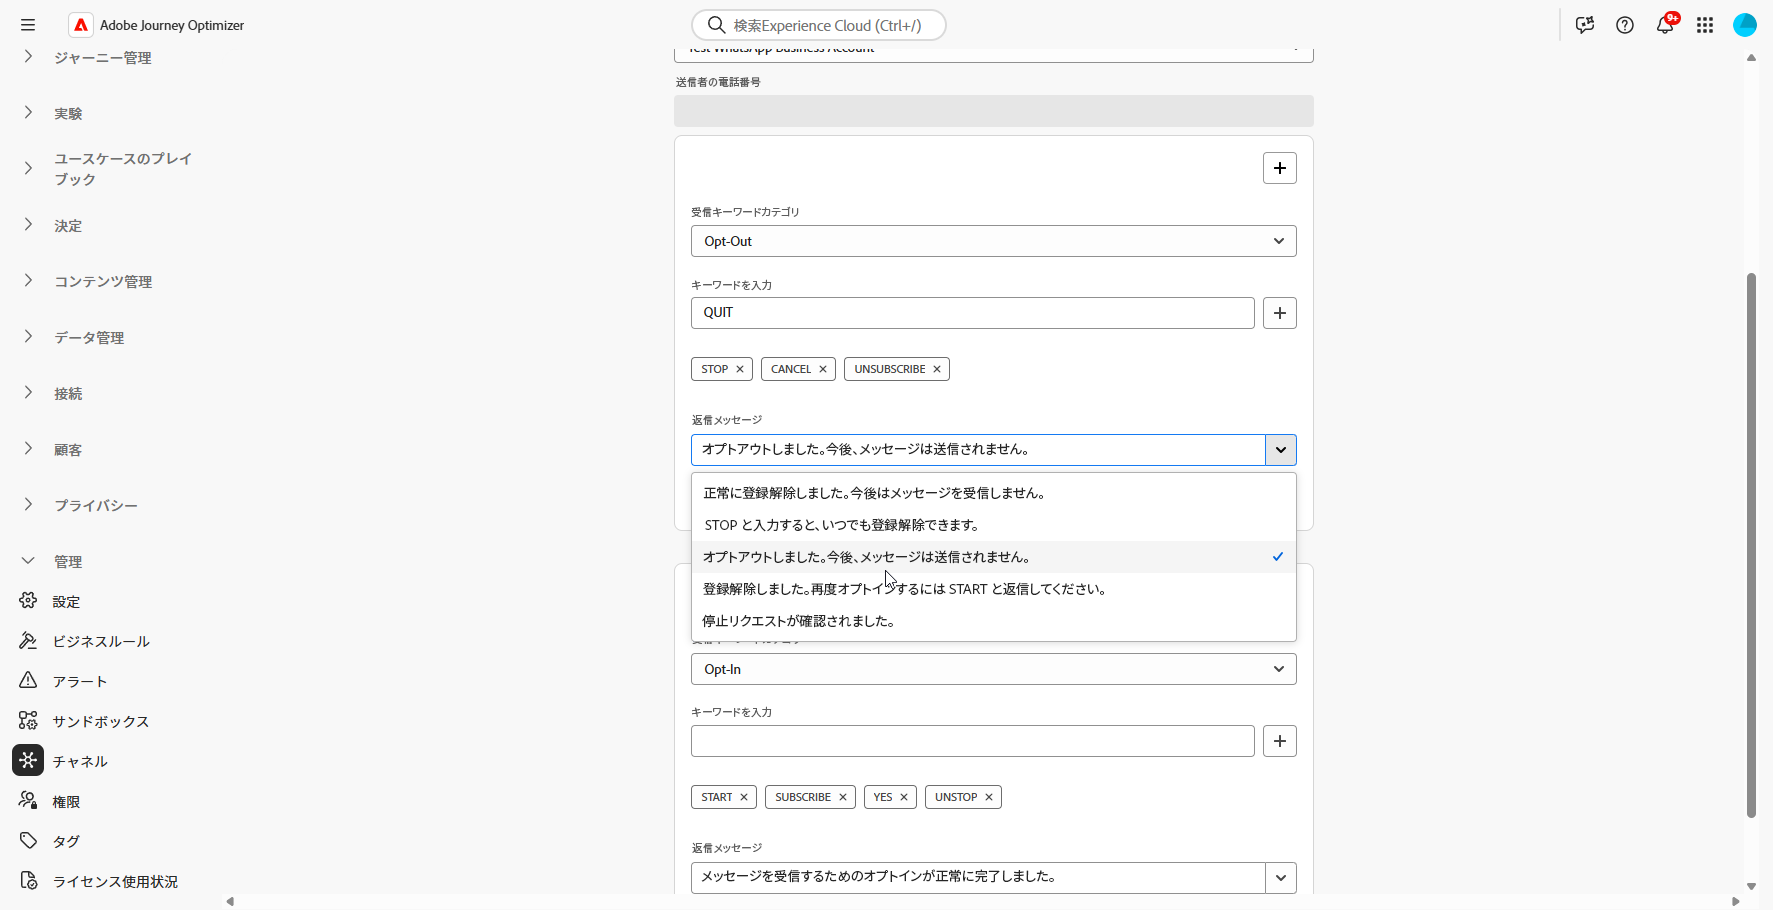 Adobe Journey Optimizer
検索Experience Cloud (Ctrl+/)
9+
ジャーニー管理
実験
ユースケースのプレイ
ブック
決定
コンテンツ管理
データ管理
接続
顧客
プライバシー
管理
設定
ビジネスルール
アラート
サンドボックス
チャネル
権限
タグ
ライセンス使用状況
Test WhatsApp Business Account
送信者の電話番号
受信キーワードカテゴリ
Opt-Out
キーワードを入力
QUIT
STOP CANCEL UNSUBSCRIBE
返信メッセージ
オプトアウトしました。今後、メッセージは送信されません。
正常に登録解除しました。今後はメッセージを受信しません。
STOP と入力すると、いつでも登録解除できます。
オプトアウトしました。今後、メッセージは送信されません。
登録解除しました。再度オプトインするには START と返信してください。
停止リクエストが確認されました。
受信キーワードカテゴリ
Opt-In
キーワードを入力
START SUBSCRIBE YES UNSTOP
返信メッセージ
メッセージを受信するためのオプトインが正常に完了しました。